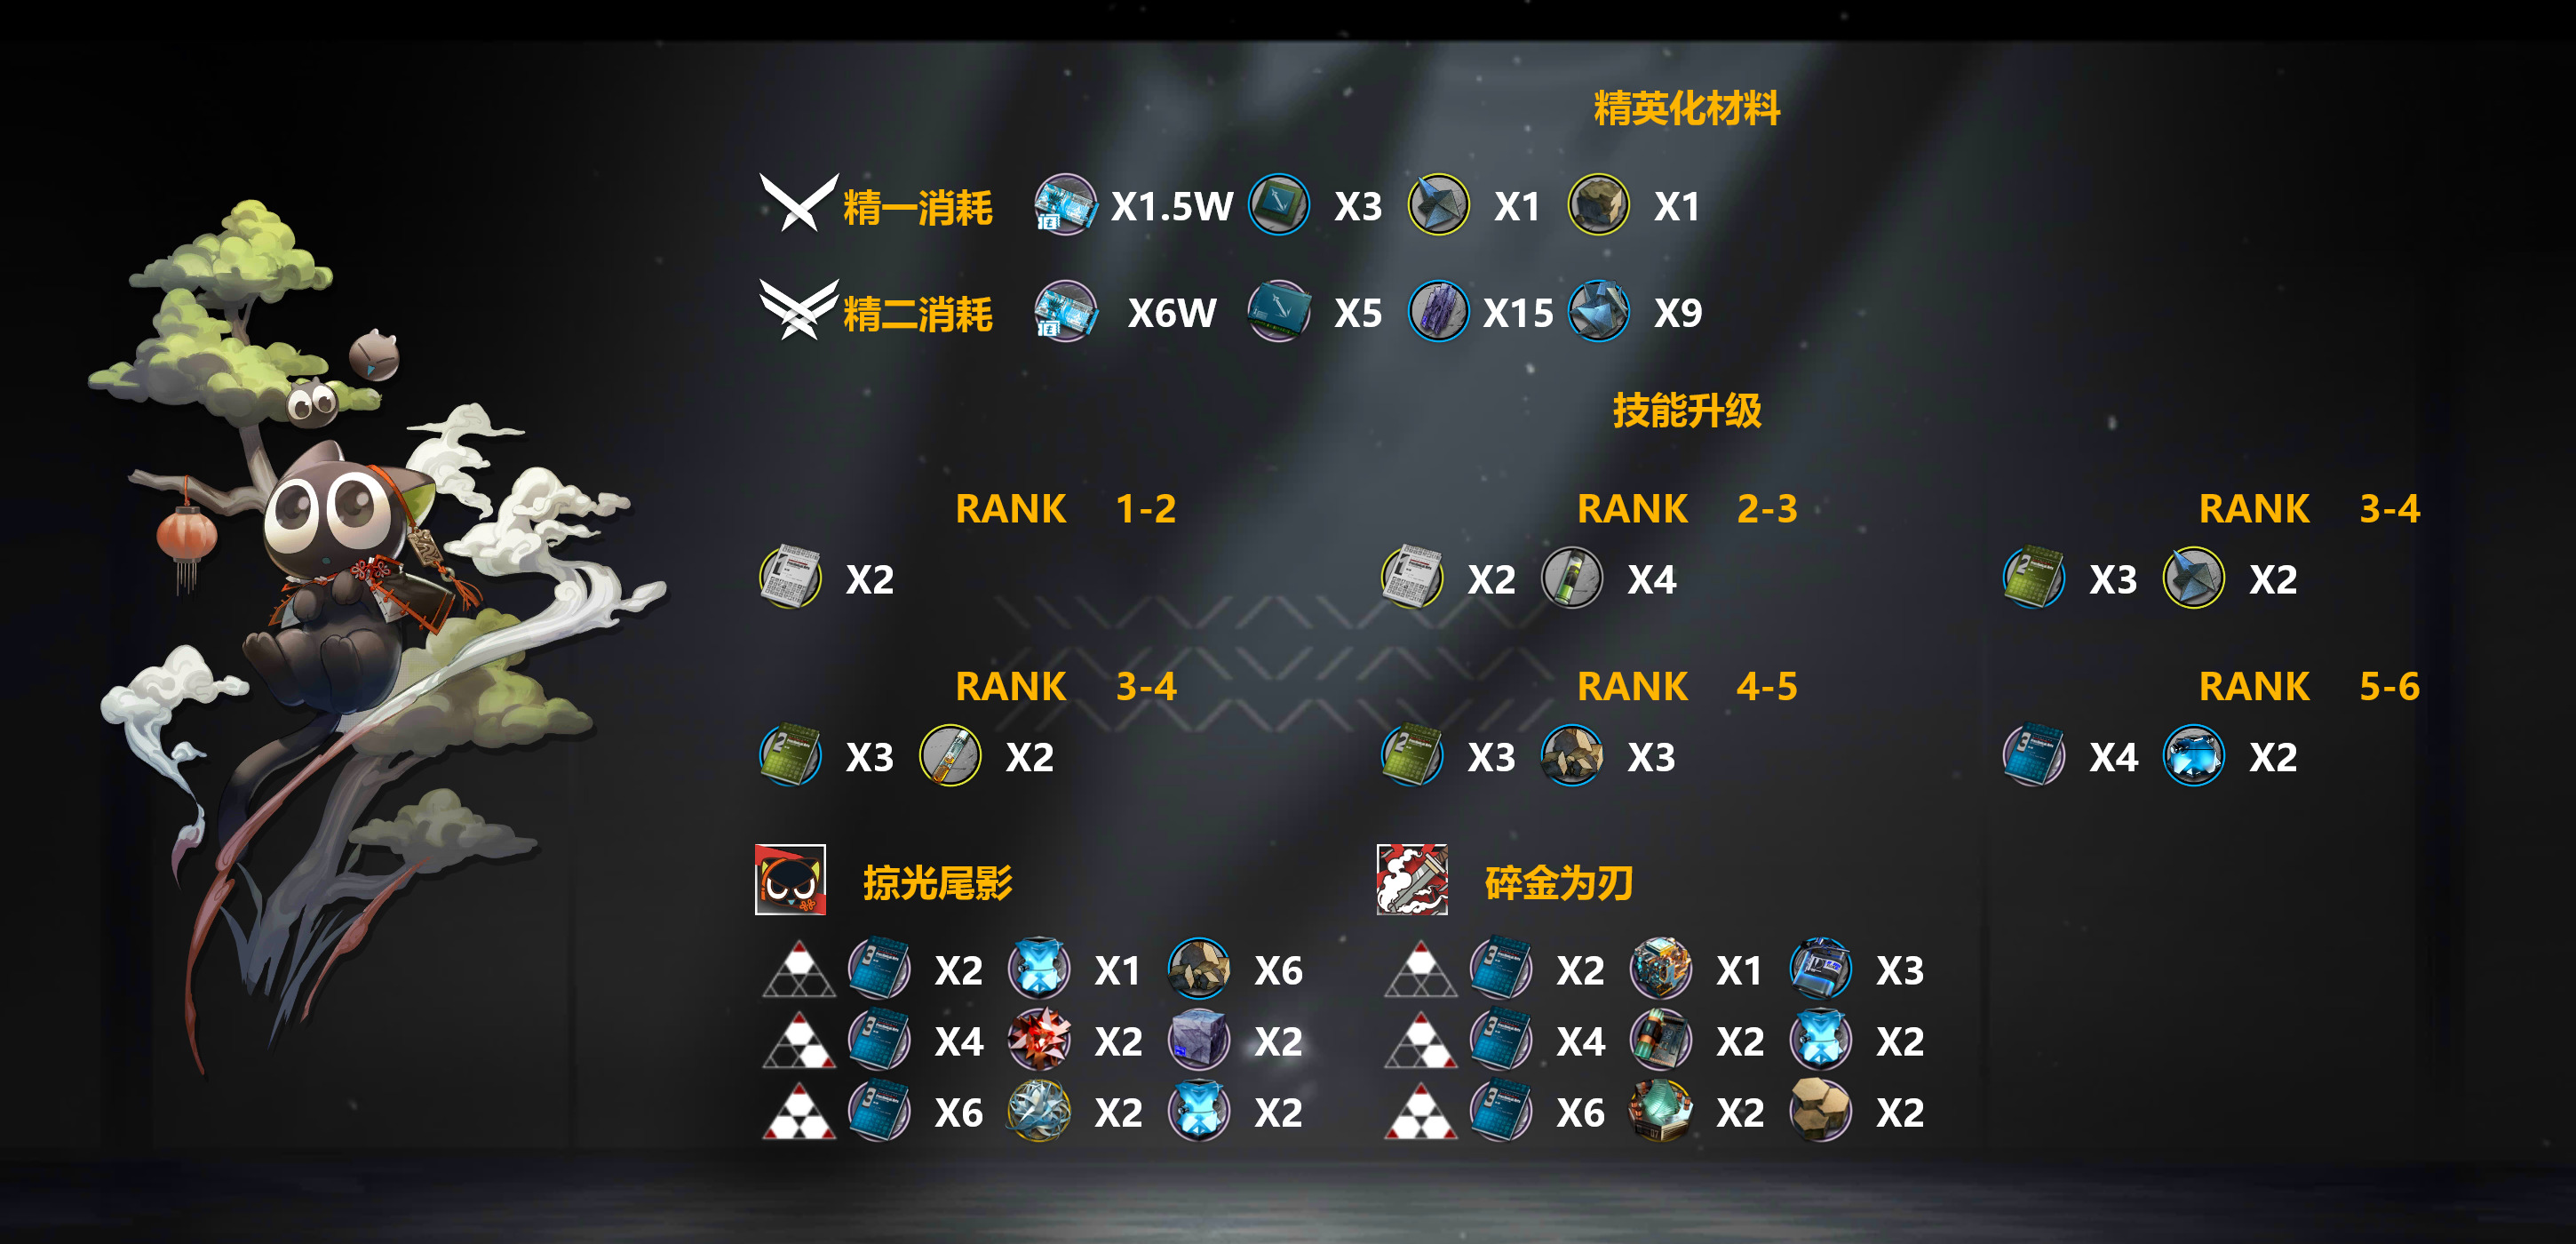 精英化材料
精一消耗 X1.5W X3 X1 X1
精二消耗 X6W X5 X15 X9
技能升级
RANK 1-2 RANK 2-3 RANK 3-4
X2 X2 X4 X3 X2
RANK 3-4 RANK 4-5 RANK 5-6
X3 X2 X3 X3 X4 X2
掠光尾影 碎金为刃
X2 X1 X6 X2 X1 X3
X4 X2 X2 X4 X2 X2
X6 X2 X2 X6 X2 X2